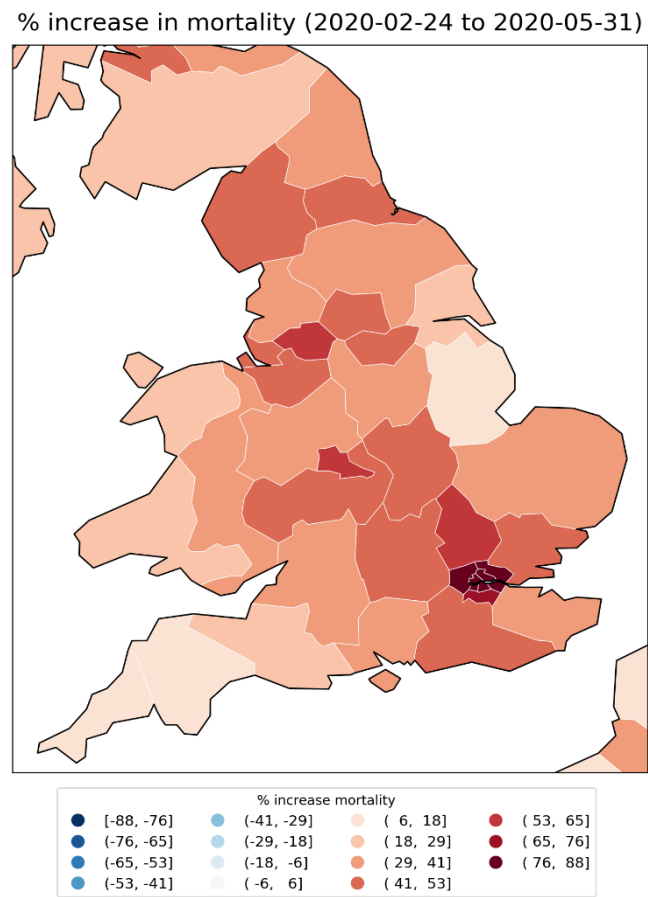 % increase in mortality (2020-02-24 to 2020-05-31)
% increase mortality
[-88, -76]
(-76, -65]
(-65, -53]
(-53, -41]
(-41, -29]
(-29, -18]
(-18, -6]
( -6, 6]
( 6, 18]
( 18, 29]
( 29, 41]
( 41, 53]
( 53, 65]
( 65, 76]
( 76, 88]